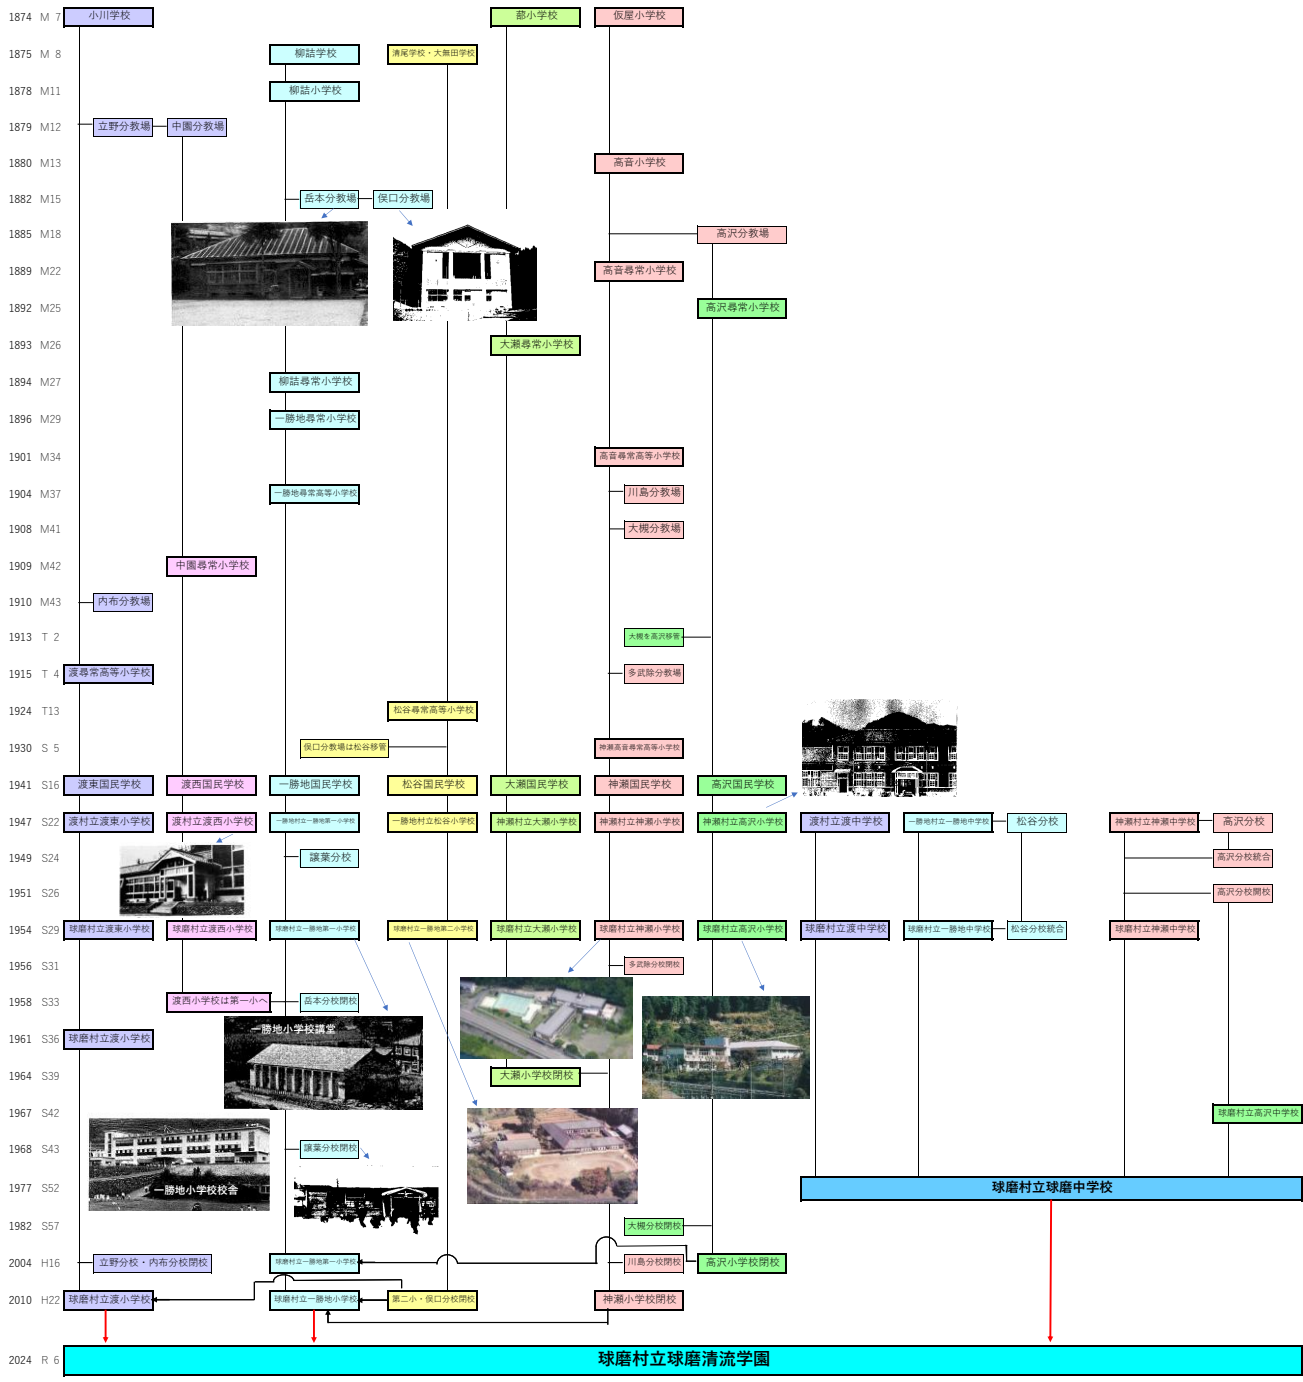 1874 M 7 小川学校 蔀小学校 仮屋小学校
1875 M 8 柳詰学校 清尾学校・大無田学校
1878 M11 柳詰小学校
1879 M12 立野分教場 中園分教場
1880 M13 高音小学校
1882 M15 岳本分教場 俣口分教場
1885 M18 高沢分教場
1889 M22 高音尋常小学校
1892 M25 高沢尋常小学校
1893 M26 大瀬尋常小学校
1894 M27 柳詰尋常小学校
1896 M29 一勝地尋常小学校
1901 M34 高音尋常高等小学校
1904 M37 一勝地尋常高等小学校 川島分教場
1908 M41 大槻分教場
1909 M42 中園尋常小学校
1910 M43 内布分教場
1913 T 2 大槻を高沢移管
1915 T 4 渡尋常高等小学校 多武除分教場
1924 T13 松谷尋常高等小学校
1930 S 5 俣口分教場は松谷移管 神瀬高音尋常高等小学校
1941 S16 渡東国民学校 渡西国民学校 一勝地国民学校 松谷国民学校 大瀬国民学校 神瀬国民学校 高沢国民学校
1947 S22 渡村立渡東小学校 渡村立渡西小学校 一勝地村立一勝地第一小学校 一勝地村立松谷小学校 神瀬村立大瀬小学校 神瀬村立神瀬小学校 神瀬村立高沢小学校 渡村立渡中学校 一勝地村立一勝地中学校 松谷分校 神瀬村立神瀬中学校 高沢分校
1949 S24 譲葉分校 高沢分校統合
1951 S26 高沢分校開校
1954 S29 球磨村立渡東小学校 球磨村立渡西小学校 球磨村立一勝地第一小学校 球磨村立一勝地第二小学校 球磨村立大瀬小学校 球磨村立神瀬小学校 球磨村立高沢小学校 球磨村立渡中学校 球磨村立一勝地中学校 松谷分校統合 球磨村立神瀬中学校
1956 S31 多武除分校閉校
1958 S33 渡西小学校は第一小へ 岳本分校閉校
一勝地小学校講堂
1961 S36 球磨村立渡小学校
1964 S39 大瀬小学校閉校
1967 S42 球磨村立高沢中学校
1968 S43 譲葉分校閉校
一勝地小学校校舎
1977 S52 球磨村立球磨中学校
1982 S57 大槻分校閉校
2004 H16 立野分校・内布分校閉校 球磨村立一勝地第一小学校 川島分校閉校 高沢小学校閉校
2010 H22 球磨村立渡小学校 球磨村立一勝地小学校 第二小・俣口分校閉校 神瀬小学校閉校
2024 R 6 球磨村立球磨清流学園